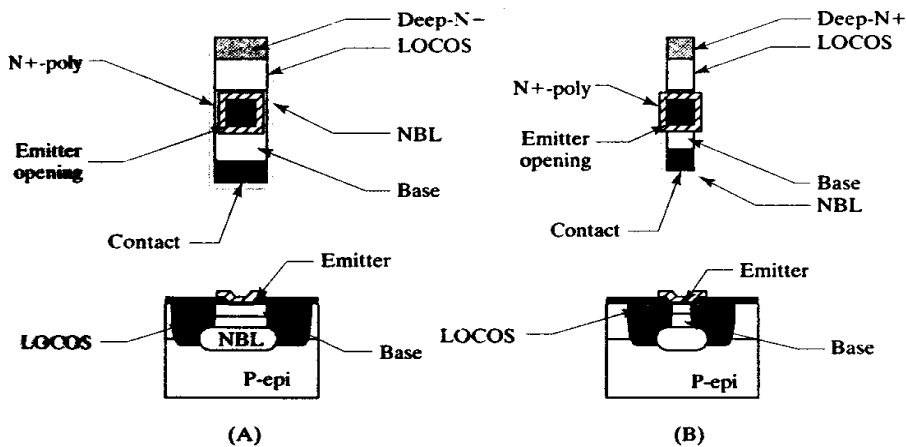 Deep-N−
LOCOS
N+-poly
NBL
Emitter
opening
Base
Contact
Emitter
LOCOS
NBL
Base
P-epi
(A)
Deep-N+
LOCOS
N+-poly
Emitter
opening
Base
NBL
Contact
Emitter
LOCOS
Base
P-epi
(B)